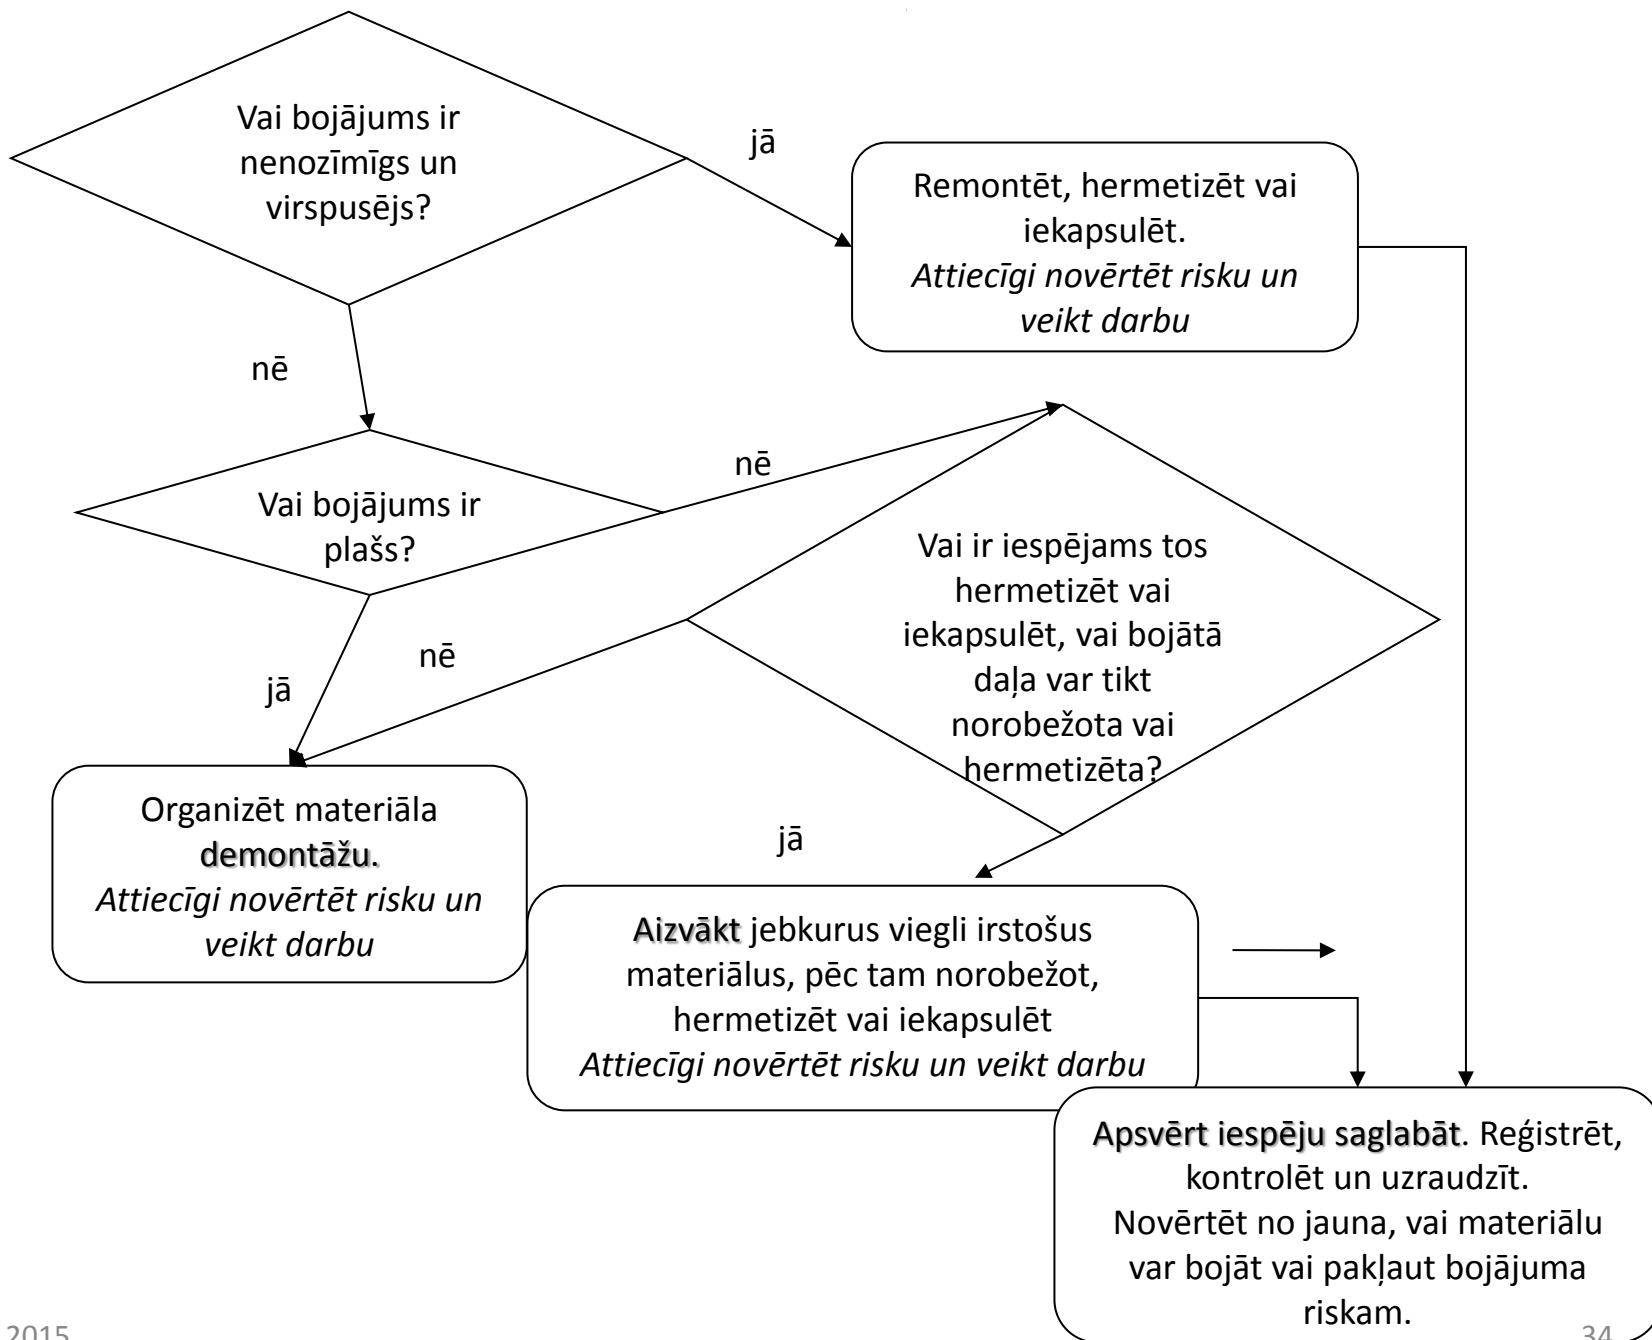 Vai bojājums ir
nenozīmīgs un
virspusējs?
jā
Remontēt, hermetizēt vai
iekapsulēt.
Attiecīgi novērtēt risku un
veikt darbu
nē
Vai bojājums ir
plašs?
nē
Vai ir iespējams tos
hermetizēt vai
iekapsulēt, vai bojātā
daļa var tikt
norobežota vai
hermetizēta?
nē
jā
Organizēt materiāla
demontāžu.
Attiecīgi novērtēt risku un
veikt darbu
jā
Aizvākt jebkurus viegli irstošus
materiālus, pēc tam norobežot,
hermetizēt vai iekapsulēt
Attiecīgi novērtēt risku un veikt darbu
Apsvērt iespēju saglabāt. Reģistrēt,
kontrolēt un uzraudzīt.
Novērtēt no jauna, vai materiālu
var bojāt vai pakļaut bojājuma
riskam.
2015
34